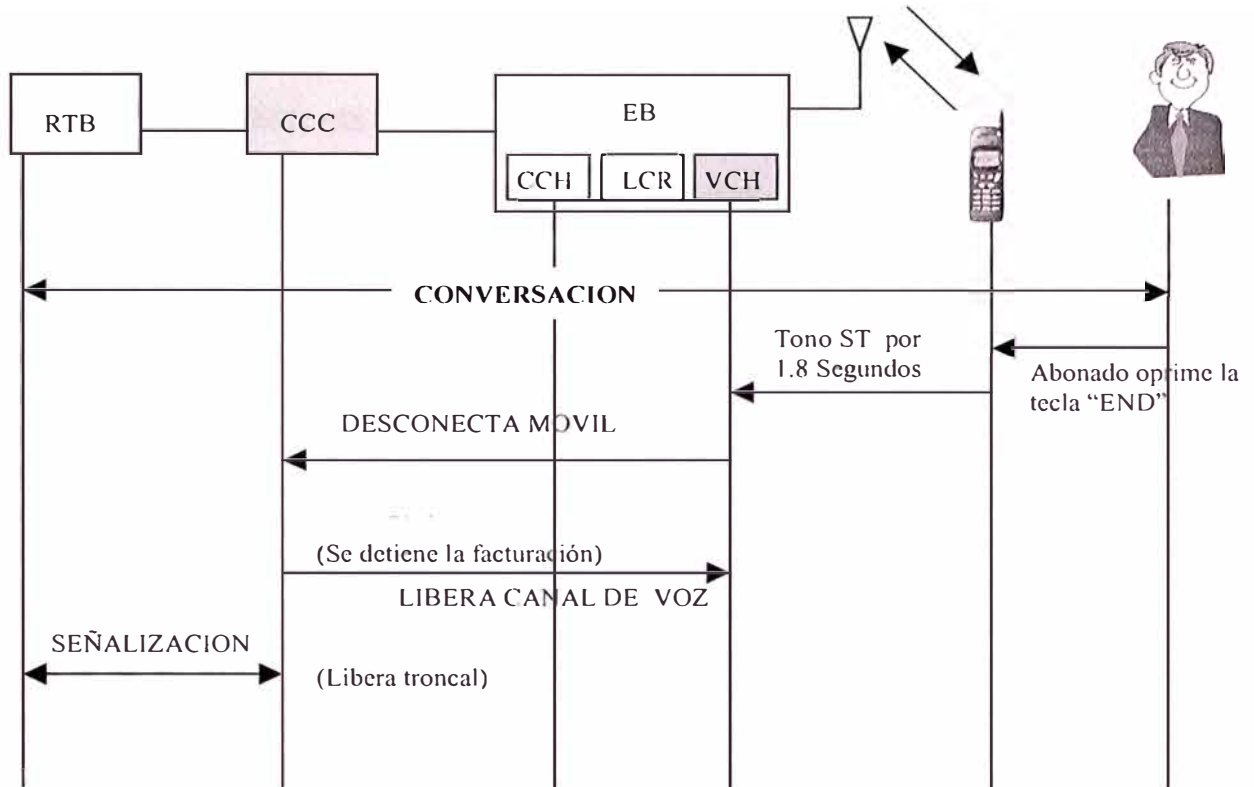 RTB
CCC
EB
CCH
LCR
VCH
CONVERSACION
Tono ST por
1.8 Segundos
Abonado oprime la
tecla “END”
DESCONECTA MOVIL
(Se detiene la facturación)
LIBERA CANAL DE VOZ
SEÑALIZACION
(Libera troncal)